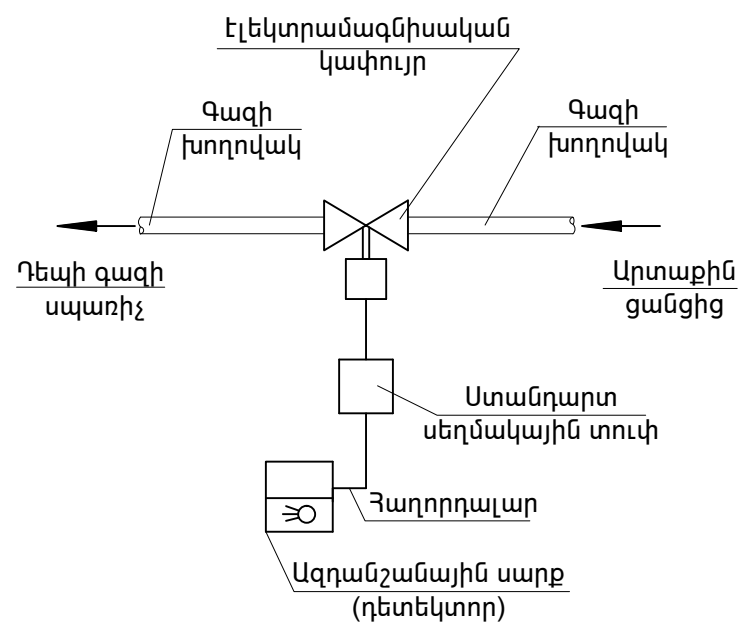 Էլեկտրամագնիսական
կափույր
Գազի
խողովակ
Գազի
խողովակ
Դեպի գազի
սպառիչ
Արտաքին
ցանցից
Ստանդարտ
սեղմակային տուփ
Հաղորդալար
Ազդանշանային սարք
(դետեկտոր)